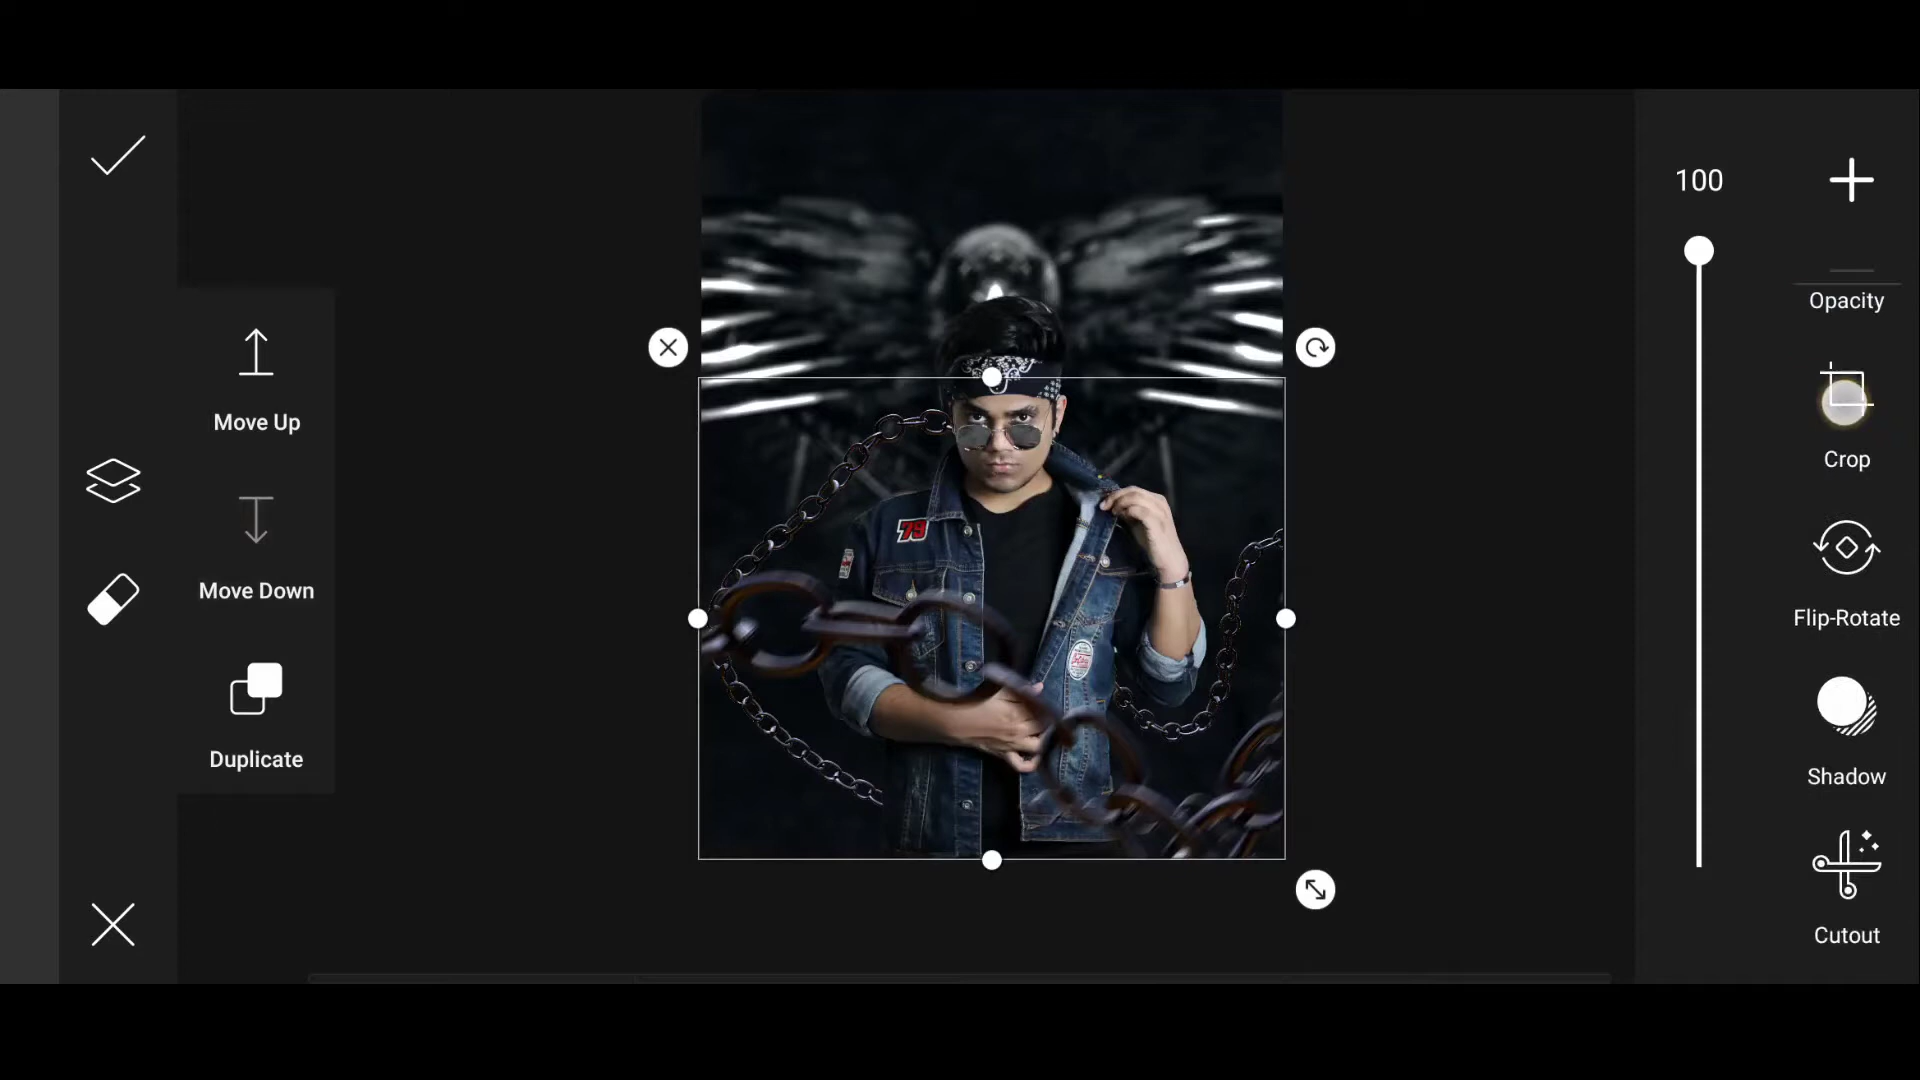 100
Opacity
Move Up
Crop
Move Down
Flip-Rotate
Duplicate
Shadow
Cutout
79